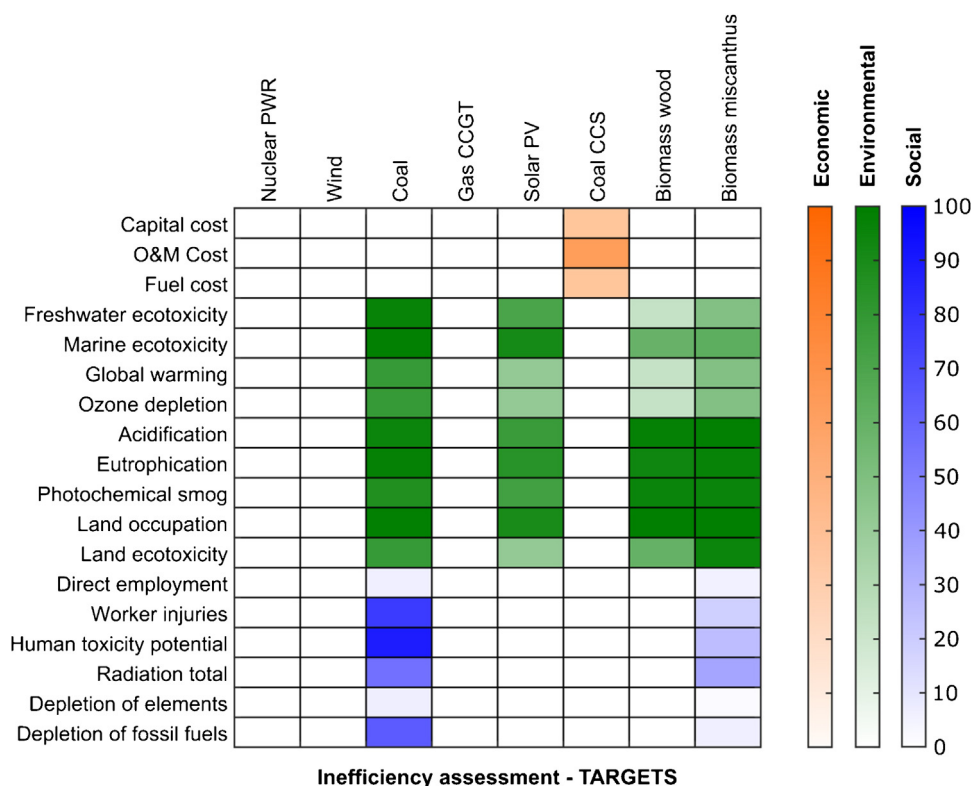 Nuclear PWR
Wind
Coal
Gas CCGT
Solar PV
Coal CCS
Biomass wood
Biomass miscanthus
Economic
Environmental
Social
Capital cost
O&M Cost
Fuel cost
Freshwater ecotoxicity
Marine ecotoxicity
Global warming
Ozone depletion
Acidification
Eutrophication
Photochemical smog
Land occupation
Land ecotoxicity
Direct employment
Worker injuries
Human toxicity potential
Radiation total
Depletion of elements
Depletion of fossil fuels
100
90
80
70
60
50
40
30
20
10
0
Inefficiency assessment - TARGETS